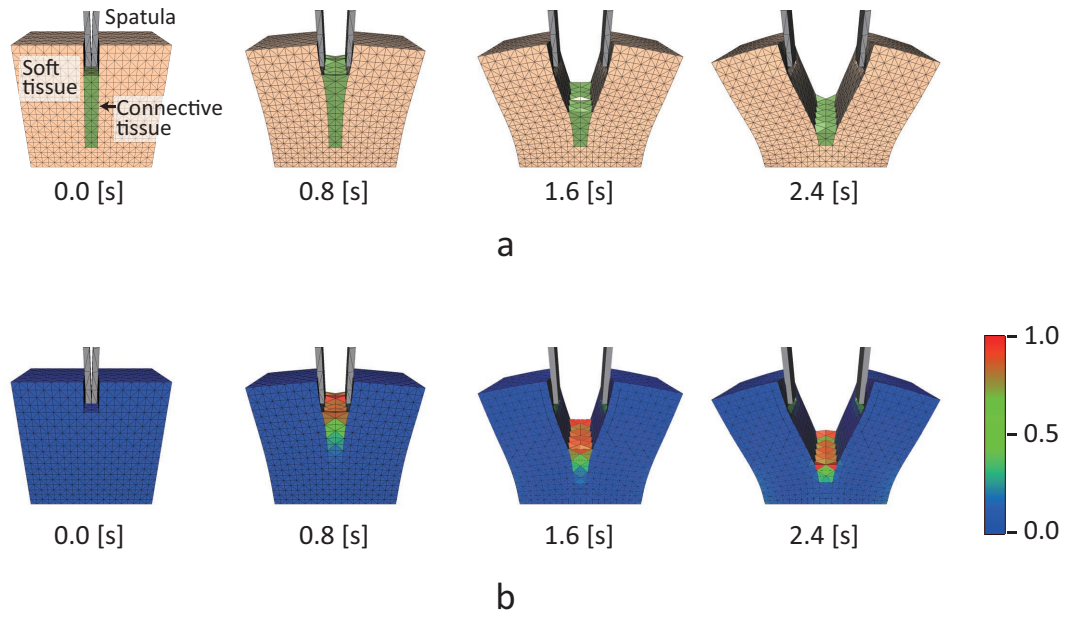 Spatula
Soft
tissue
Connective
tissue
0.0 [s]
0.8 [s]
1.6 [s]
2.4 [s]
a
1.0
0.5
0.0
0.0 [s]
0.8 [s]
1.6 [s]
2.4 [s]
b